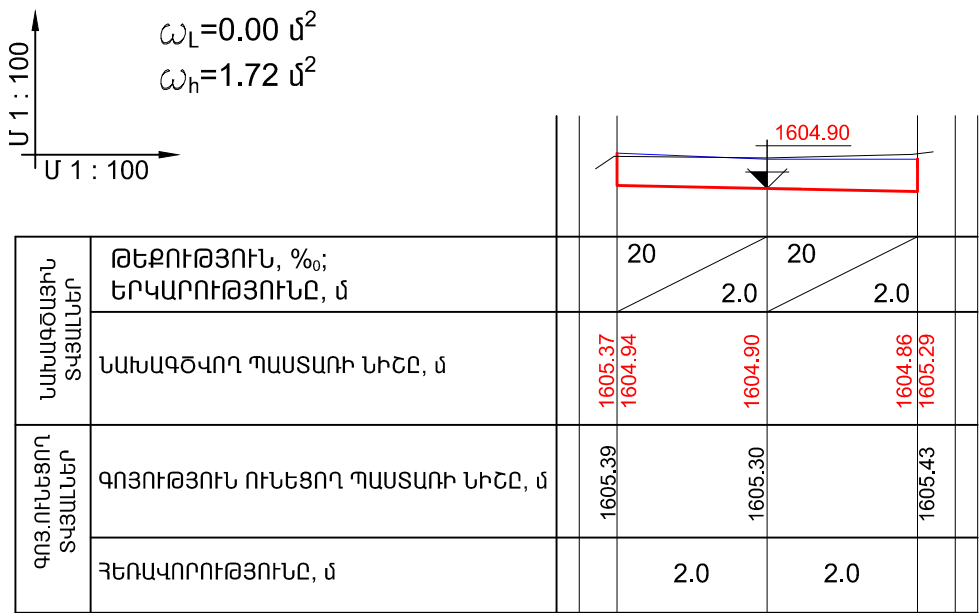 ω_L=0.00 մ²
ω_h=1.72 մ²
Մ 1 : 100
Մ 1 : 100
1604.90
ՆԱԽԱԳԾԱՅԻՆ
ՏՎՅԱԼՆԵՐ
ԹԵՔՈՒԹՅՈՒՆ, ‰;
ԵՐԿԱՐՈՒԹՅՈՒՆԸ, մ
20 2.0 20 2.0
ՆԱԽԱԳԾՎՈՂ ՊԱՍՏԱՌԻ ՆԻՇԸ, մ
1605.37 1604.94 1604.90 1604.86 1605.29
ԳՈՅ.ՈՒՆԵՑՈՂ
ՏՎՅԱԼՆԵՐ
ԳՈՅՈՒԹՅՈՒՆ ՈՒՆԵՑՈՂ ՊԱՍՏԱՌԻ ՆԻՇԸ, մ
1605.39 1605.30 1605.43
ՀԵՌԱՎՈՐՈՒԹՅՈՒՆԸ, մ
2.0 2.0